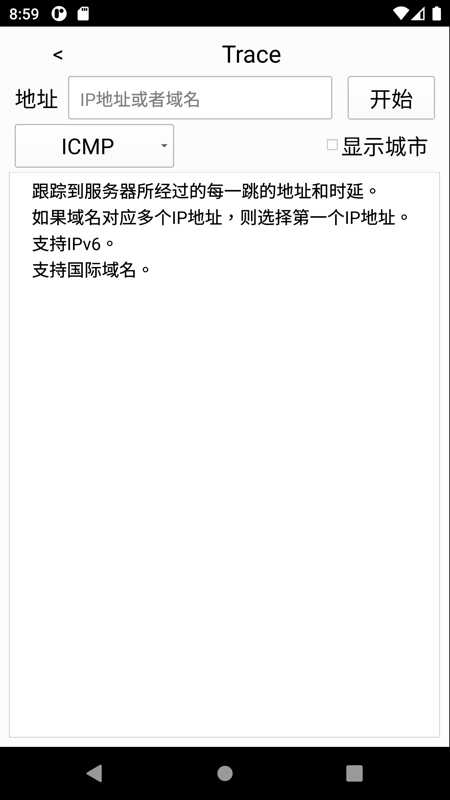 8:59
< Trace
地址 IP地址或者域名 开始
ICMP 显示城市
跟踪到服务器所经过的每一跳的地址和时延。
如果域名对应多个IP地址，则选择第一个IP地址。
支持IPv6。
支持国际域名。